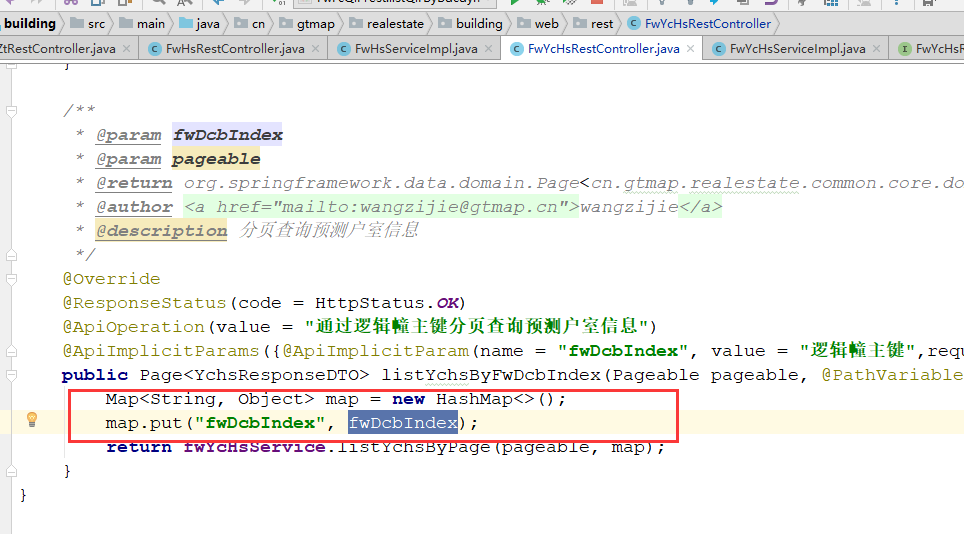 building src main java cn gtmap realestate building web rest FwYcHsRestController
ZtRestController.java FwHsRestController.java FwHsServiceImpl.java FwYcHsRestController.java FwYcHsServiceImpl.java FwYcHsR
}
/**
* @param fwDcbIndex
* @param pageable
* @return org.springframework.data.domain.Page<cn.gtmap.realestate.common.core.do
* @author <a href="mailto:wangzijie@gtmap.cn">wangzijie</a>
* @description 分页查询预测户室信息
*/
@Override
@ResponseStatus(code = HttpStatus.OK)
@ApiOperation(value = "通过逻辑幢主键分页查询预测户室信息")
@ApiImplicitParams({@ApiImplicitParam(name = "fwDcbIndex", value = "逻辑幢主键",requ
public Page<YchsResponseDTO> listYchsByFwDcbIndex(Pageable pageable, @PathVariable
Map<String, Object> map = new HashMap<>();
map.put("fwDcbIndex", fwDcbIndex);
return fwYcHsService.listYchsByPage(pageable, map);
}
}